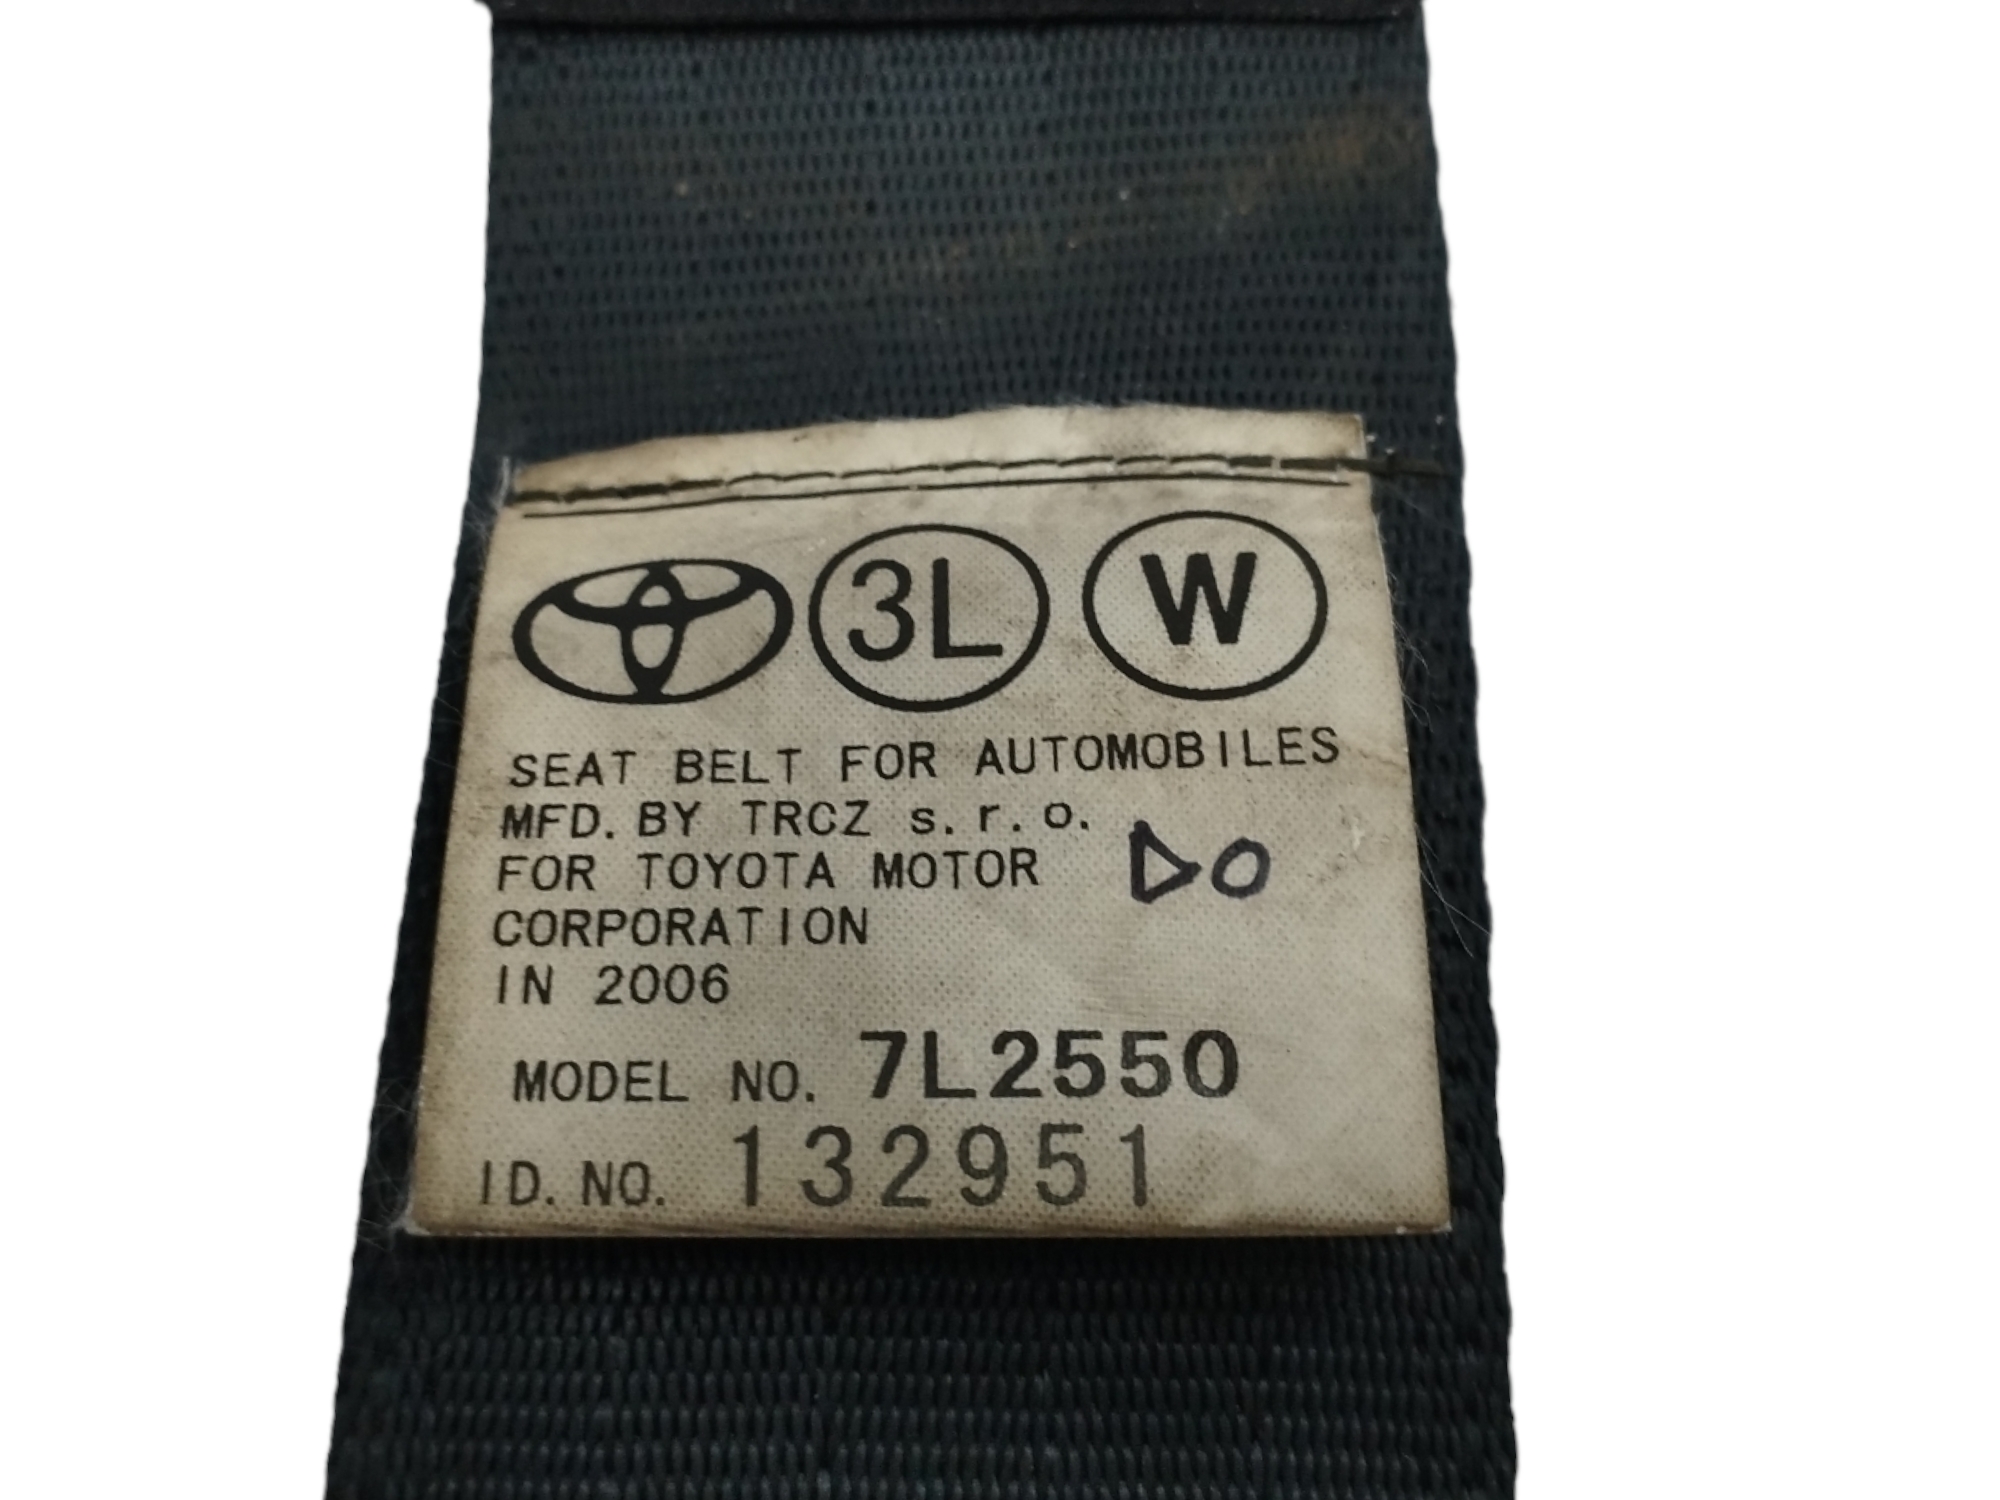 3L W
SEAT BELT FOR AUTOMOBILES
MFD. BY TRCZ s.r.o.
FOR TOYOTA MOTOR
CORPORATION
IN 2006
MODEL NO. 7L2550
ID. NO. 132951